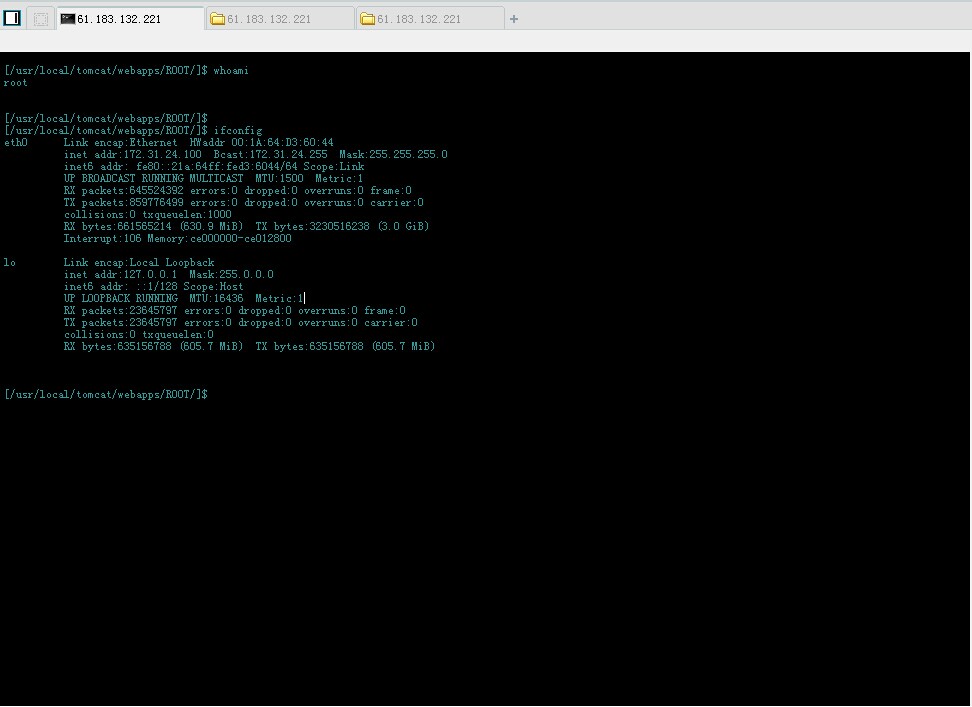 61.183.132.221 61.183.132.221 61.183.132.221 +
[/usr/local/tomcat/webapps/ROOT/]$ whoami
root
[/usr/local/tomcat/webapps/ROOT/]$
[/usr/local/tomcat/webapps/ROOT/]$ ifconfig
eth0 Link encap:Ethernet HWaddr 00:1A:64:D3:60:44
inet addr:172.31.24.100 Bcast:172.31.24.255 Mask:255.255.255.0
inet6 addr: fe80::21a:64ff:fed3:6044/64 Scope:Link
UP BROADCAST RUNNING MULTICAST MTU:1500 Metric:1
RX packets:645524392 errors:0 dropped:0 overruns:0 frame:0
TX packets:859776499 errors:0 dropped:0 overruns:0 carrier:0
collisions:0 txqueuelen:1000
RX bytes:661565214 (630.9 MiB) TX bytes:3230516238 (3.0 GiB)
Interrupt:106 Memory:ce000000-ce012800
lo Link encap:Local Loopback
inet addr:127.0.0.1 Mask:255.0.0.0
inet6 addr: ::1/128 Scope:Host
UP LOOPBACK RUNNING MTU:16436 Metric:1
RX packets:23645797 errors:0 dropped:0 overruns:0 frame:0
TX packets:23645797 errors:0 dropped:0 overruns:0 carrier:0
collisions:0 txqueuelen:0
RX bytes:635156788 (605.7 MiB) TX bytes:635156788 (605.7 MiB)
[/usr/local/tomcat/webapps/ROOT/]$